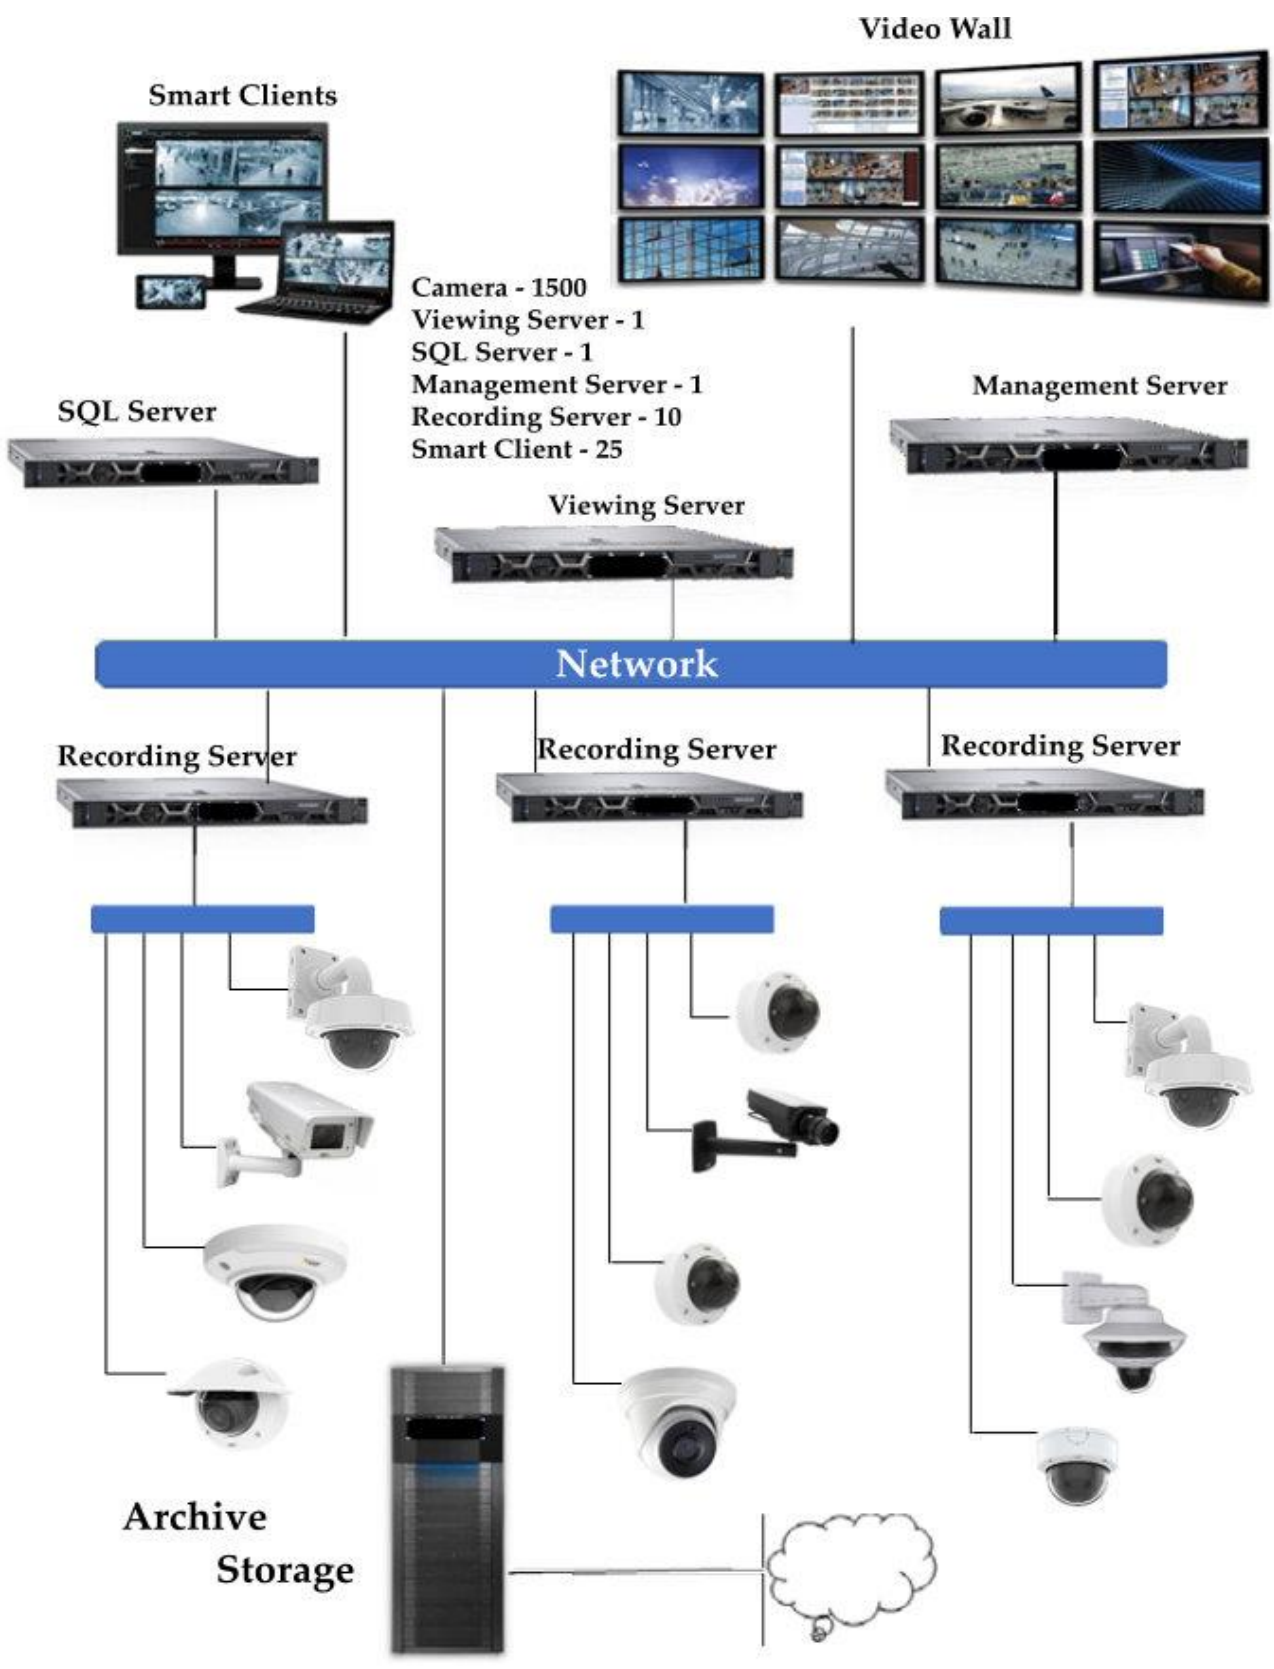 Video Wall
Smart Clients
Camera - 1500
Viewing Server - 1
SQL Server - 1
Management Server - 1
Recording Server - 10
Smart Client - 25
Management Server
SQL Server
Viewing Server
Network
Recording Server
Recording Server
Recording Server
Archive
Storage